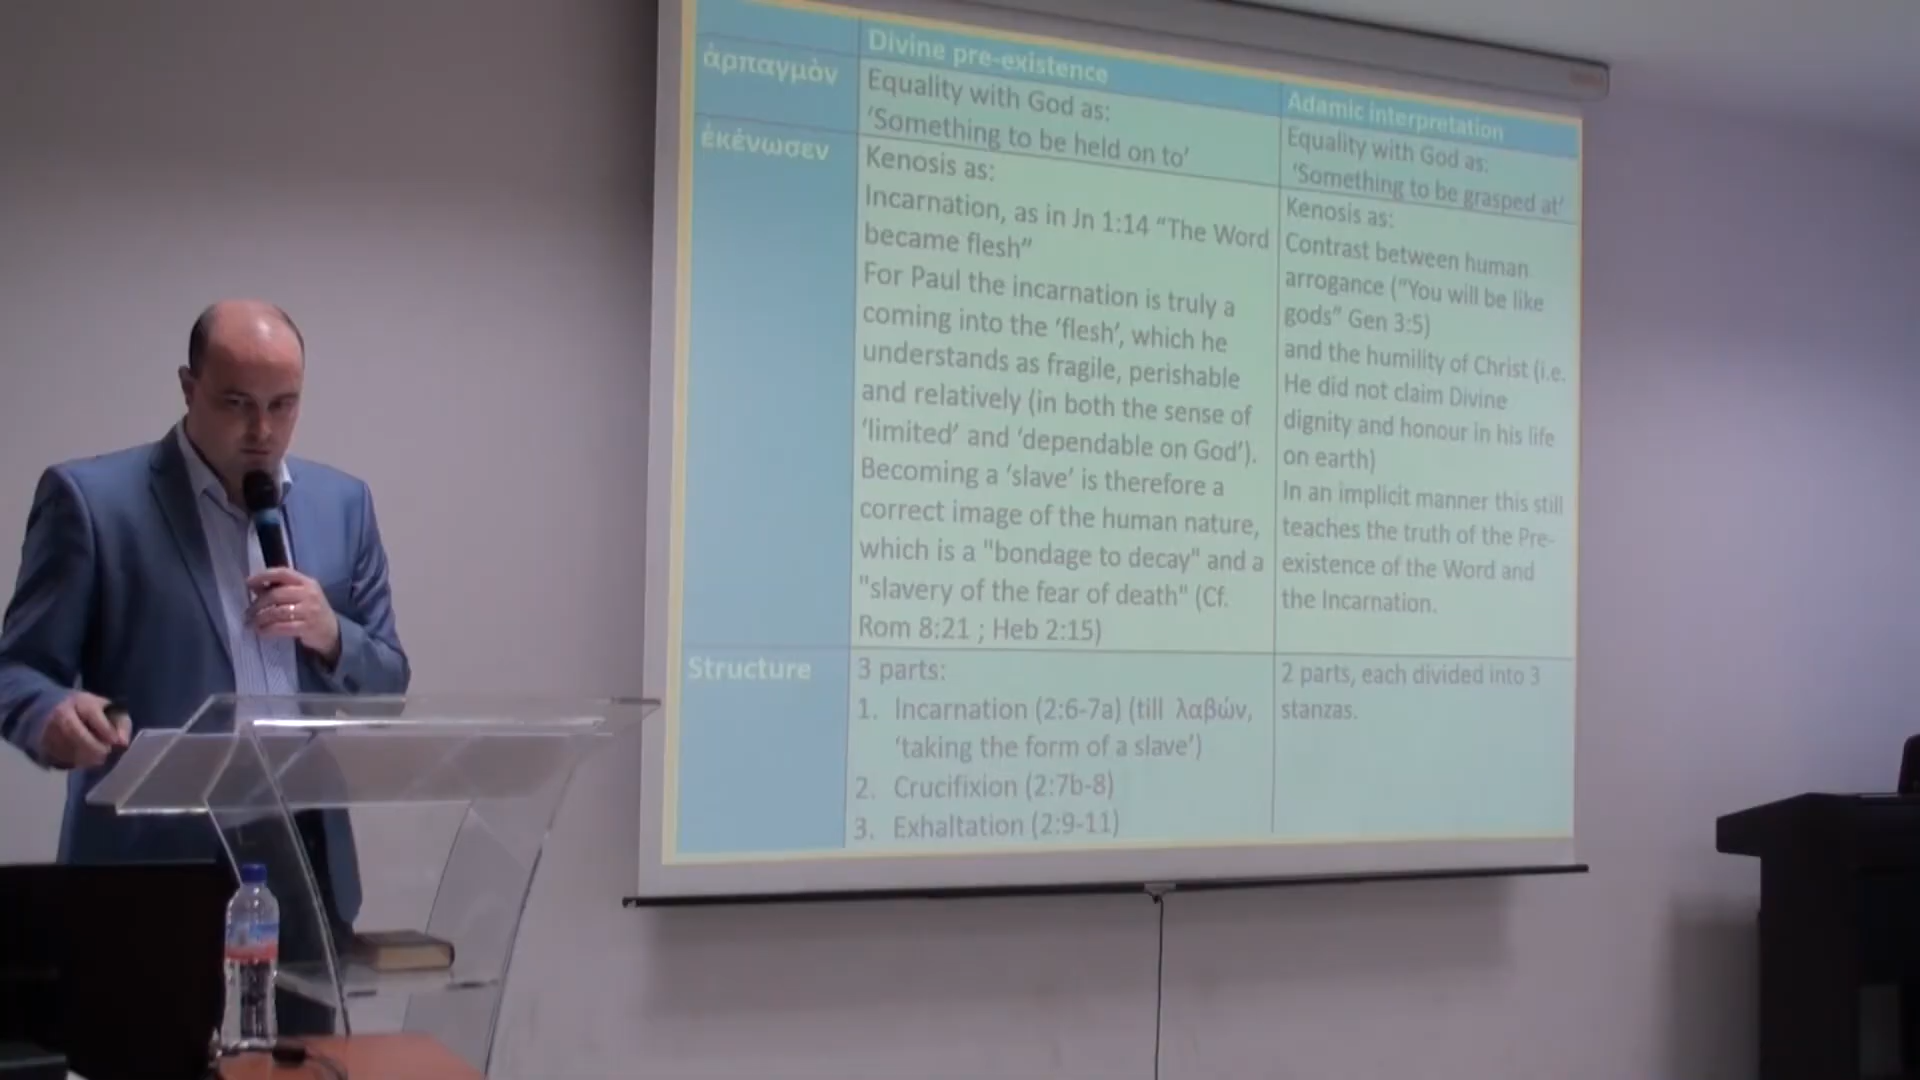 Divine pre-existence
Adamic interpretation
ἁρπαγμὸν
Equality with God as:
‘Something to be held on to’
Equality with God as:
‘Something to be grasped at’
ἐκένωσεν
Kenosis as:
Incarnation, as in Jn 1:14 “The Word
became flesh”
For Paul the incarnation is truly a
coming into the ‘flesh’, which he
understands as fragile, perishable
and relatively (in both the sense of
‘limited’ and ‘dependable on God’).
Becoming a ‘slave’ is therefore a
correct image of the human nature,
which is a "bondage to decay" and a
"slavery of the fear of death" (Cf.
Rom 8:21 ; Heb 2:15)
Kenosis as:
Contrast between human
arrogance (“You will be like
gods” Gen 3:5)
and the humility of Christ (i.e.
He did not claim Divine
dignity and honour in his life
on earth)
In an implicit manner this still
teaches the truth of the Pre-
existence of the Word and
the Incarnation.
Structure
3 parts:
1. Incarnation (2:6-7a) (till λαβών,
‘taking the form of a slave’)
2. Crucifixion (2:7b-8)
3. Exhaltation (2:9-11)
2 parts, each divided into 3
stanzas.